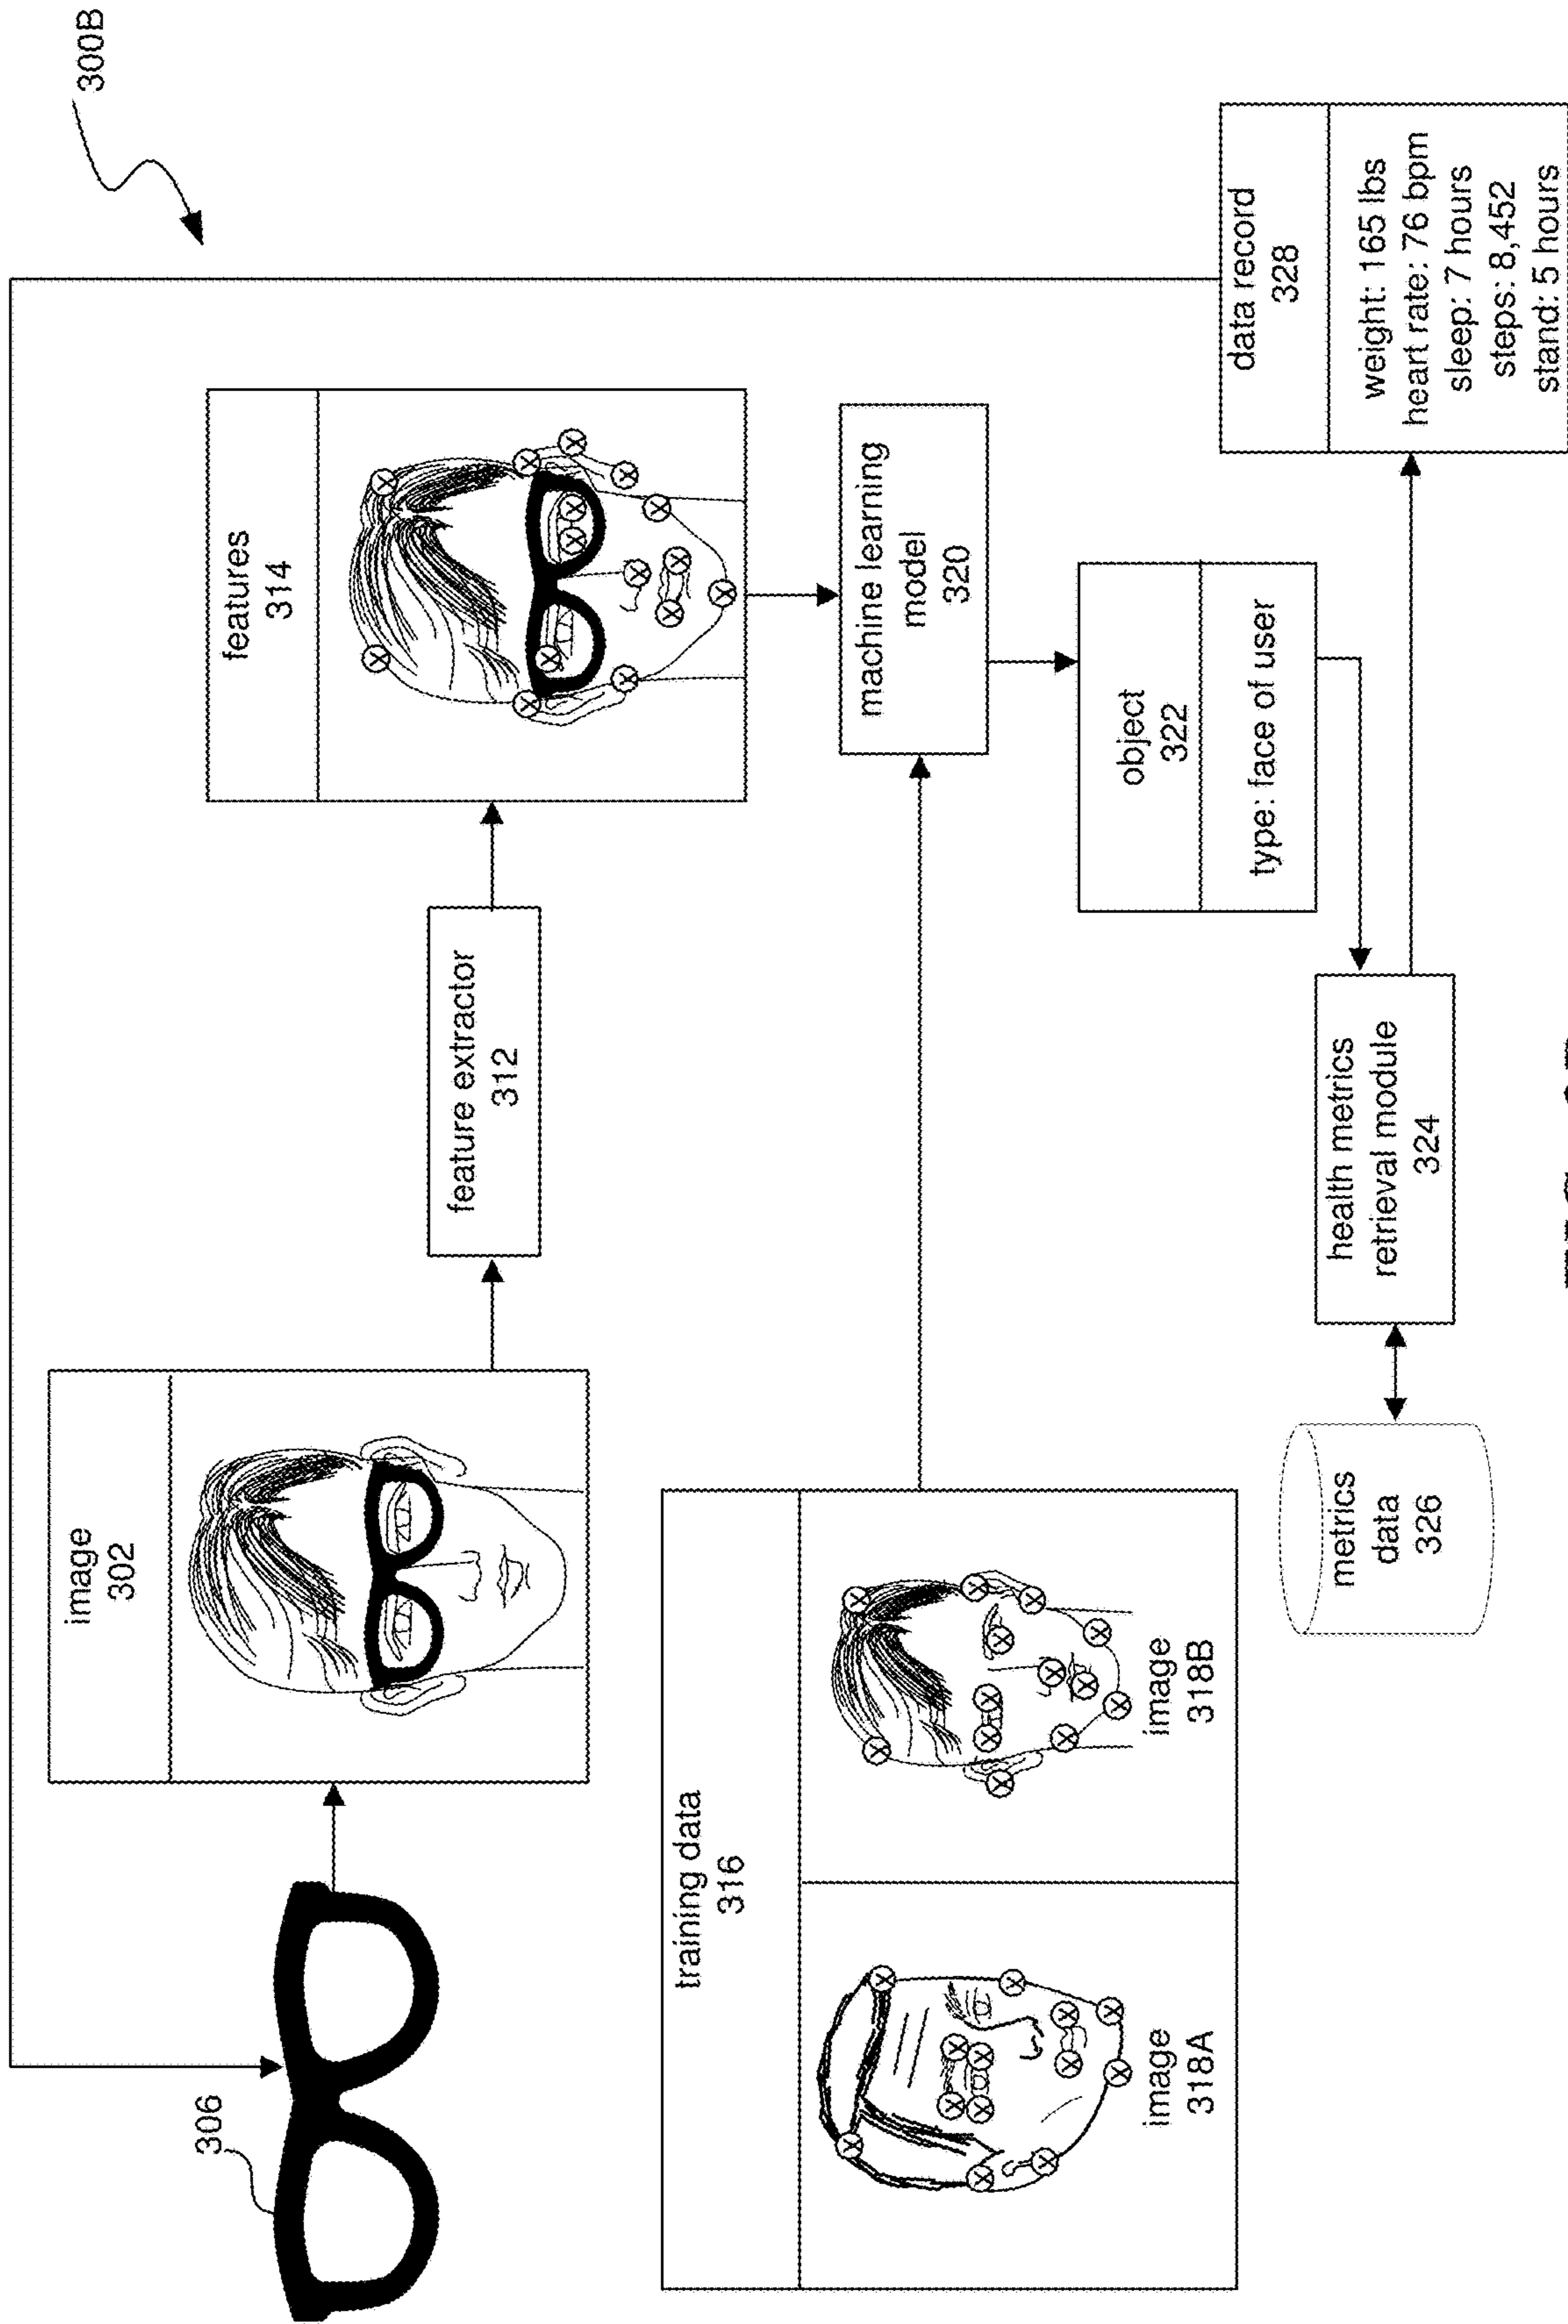 300B
306
image
302
feature extractor
312
features
314
training data
316
image
318A
image
318B
machine learning
model
320
object
322
type: face of user
metrics
data
326
health metrics
retrieval module
324
data record
328
weight: 165 lbs
heart rate: 76 bpm
sleep: 7 hours
steps: 8,452
stand: 5 hours